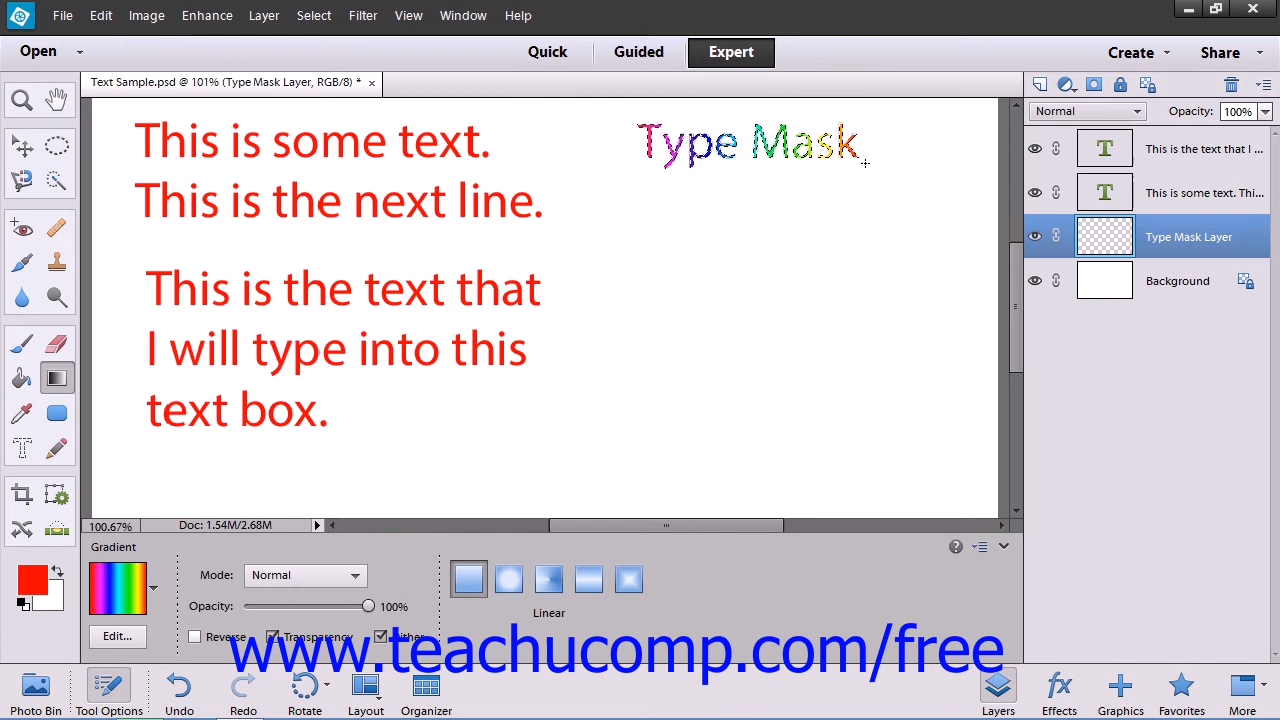 File Edit Image Enhance Layer Select Filter View Window Help
Open Quick Guided Expert Create Share
Text Sample.psd @ 101% (Type Mask Layer, RGB/8) * ×
Normal Opacity: 100%
This is some text.
This is the next line.
Type Mask
This is the text that
I will type into this
text box.
T This is the text that I ...
T This is some text. Thi...
Type Mask Layer
Background
100.67% Doc: 1.54M/2.68M
Gradient
Mode: Normal
Opacity: 100%
Linear
Edit... Reverse Transparency Dither
www.teachucomp.com/free
Photo Bin Tool Options Undo Redo Rotate Layout Organizer Layers fx Effects Graphics Favorites More